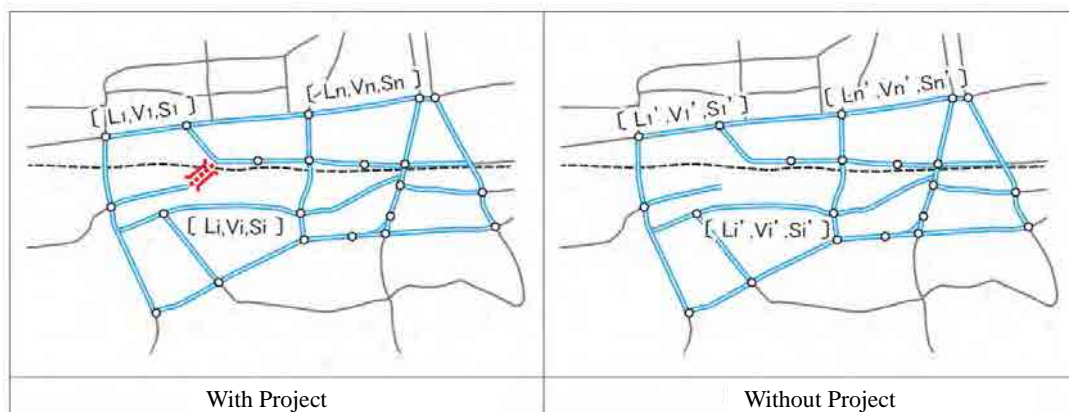 [ L1,V1,S1 ]
[ Ln,Vn,Sn ]
[ Li,Vi,Si ]
With Project
[ L1',V1',S1' ]
[ Ln',Vn',Sn' ]
[ Li',Vi',Si' ]
Without Project